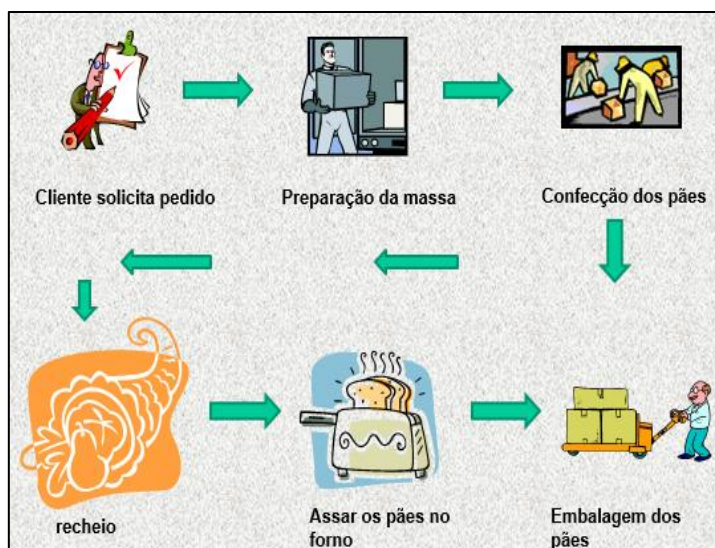 Cliente solicita pedido
Preparação da massa
Confecção dos pães
recheio
Assar os pães no
forno
Embalagem dos
pães